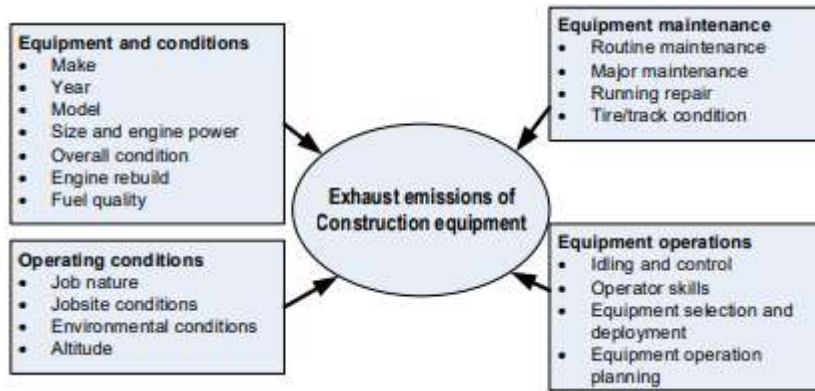 Equipment and conditions
• Make
• Year
• Model
• Size and engine power
• Overall condition
• Engine rebuild
• Fuel quality
Operating conditions
• Job nature
• Jobsite conditions
• Environmental conditions
• Altitude
Exhaust emissions of
Construction equipment
Equipment maintenance
• Routine maintenance
• Major maintenance
• Running repair
• Tire/track condition
Equipment operations
• Idling and control
• Operator skills
• Equipment selection and
deployment
• Equipment operation
planning